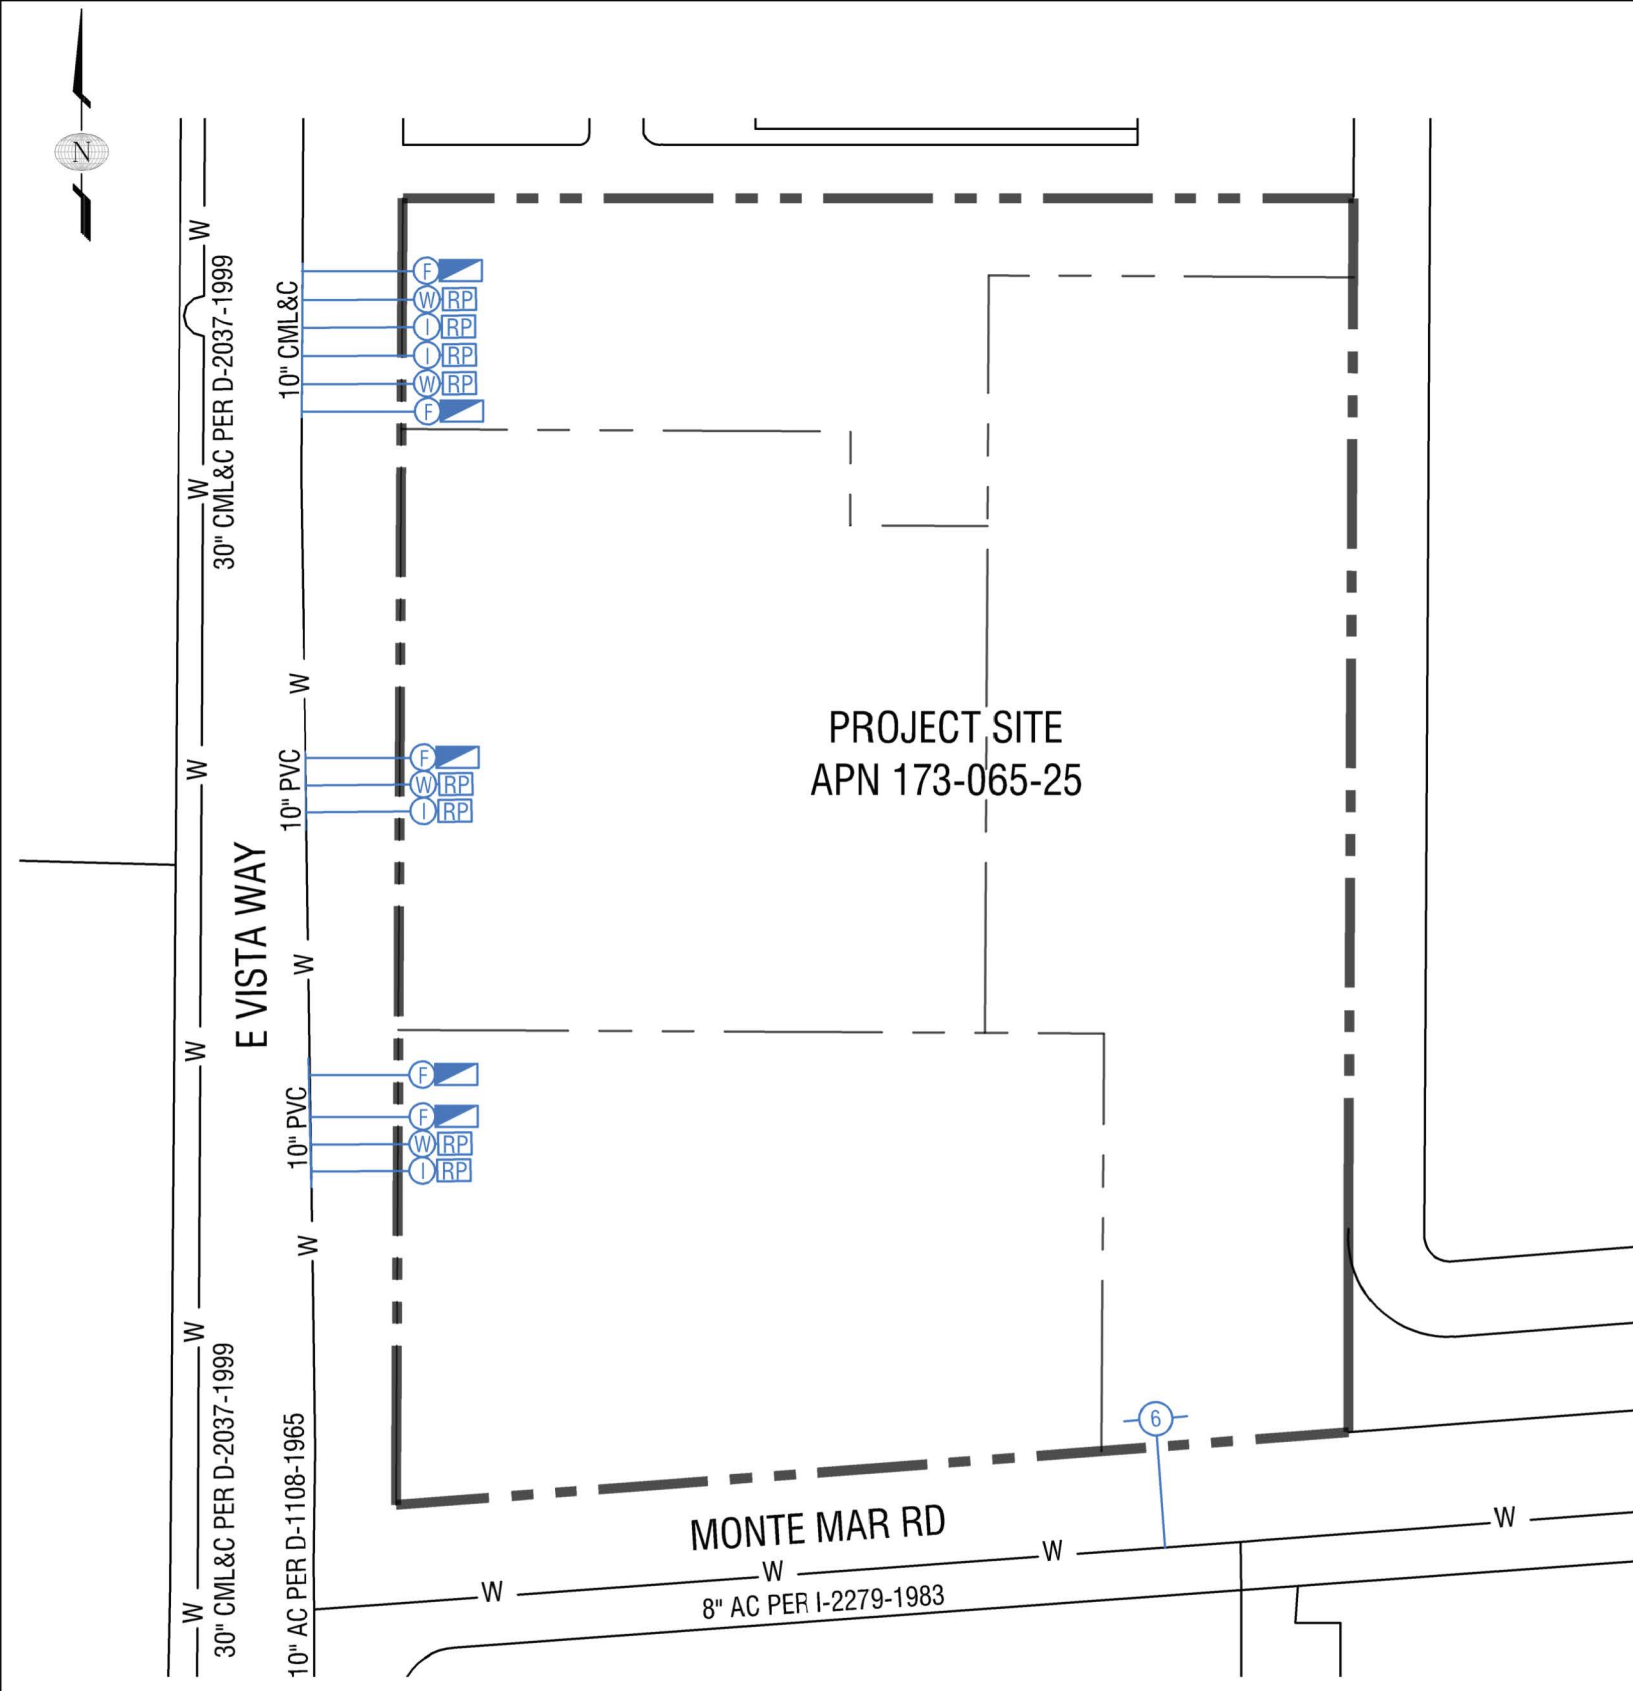 N
W
30" CML&C PER D-2037-1999
10" CML&C
F
W RP
I RP
I RP
W RP
F
W
W
PROJECT SITE
APN 173-065-25
W
10" PVC
F
W RP
I RP
E VISTA WAY
W
W
10" PVC
F
F
W RP
I RP
W
W
30" CML&C PER D-2037-1999
10" AC PER D-1108-1965
6
MONTE MAR RD
W
W
W
W
8" AC PER I-2279-1983
W